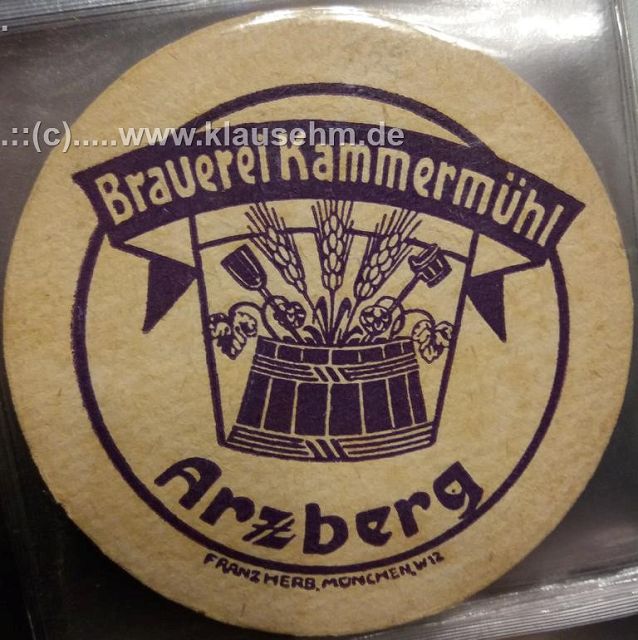 .::(c).....www.klausehm.de
Brauerei Kammermühl
Arzberg
FRANZ HERB, MÜNCHEN, W12